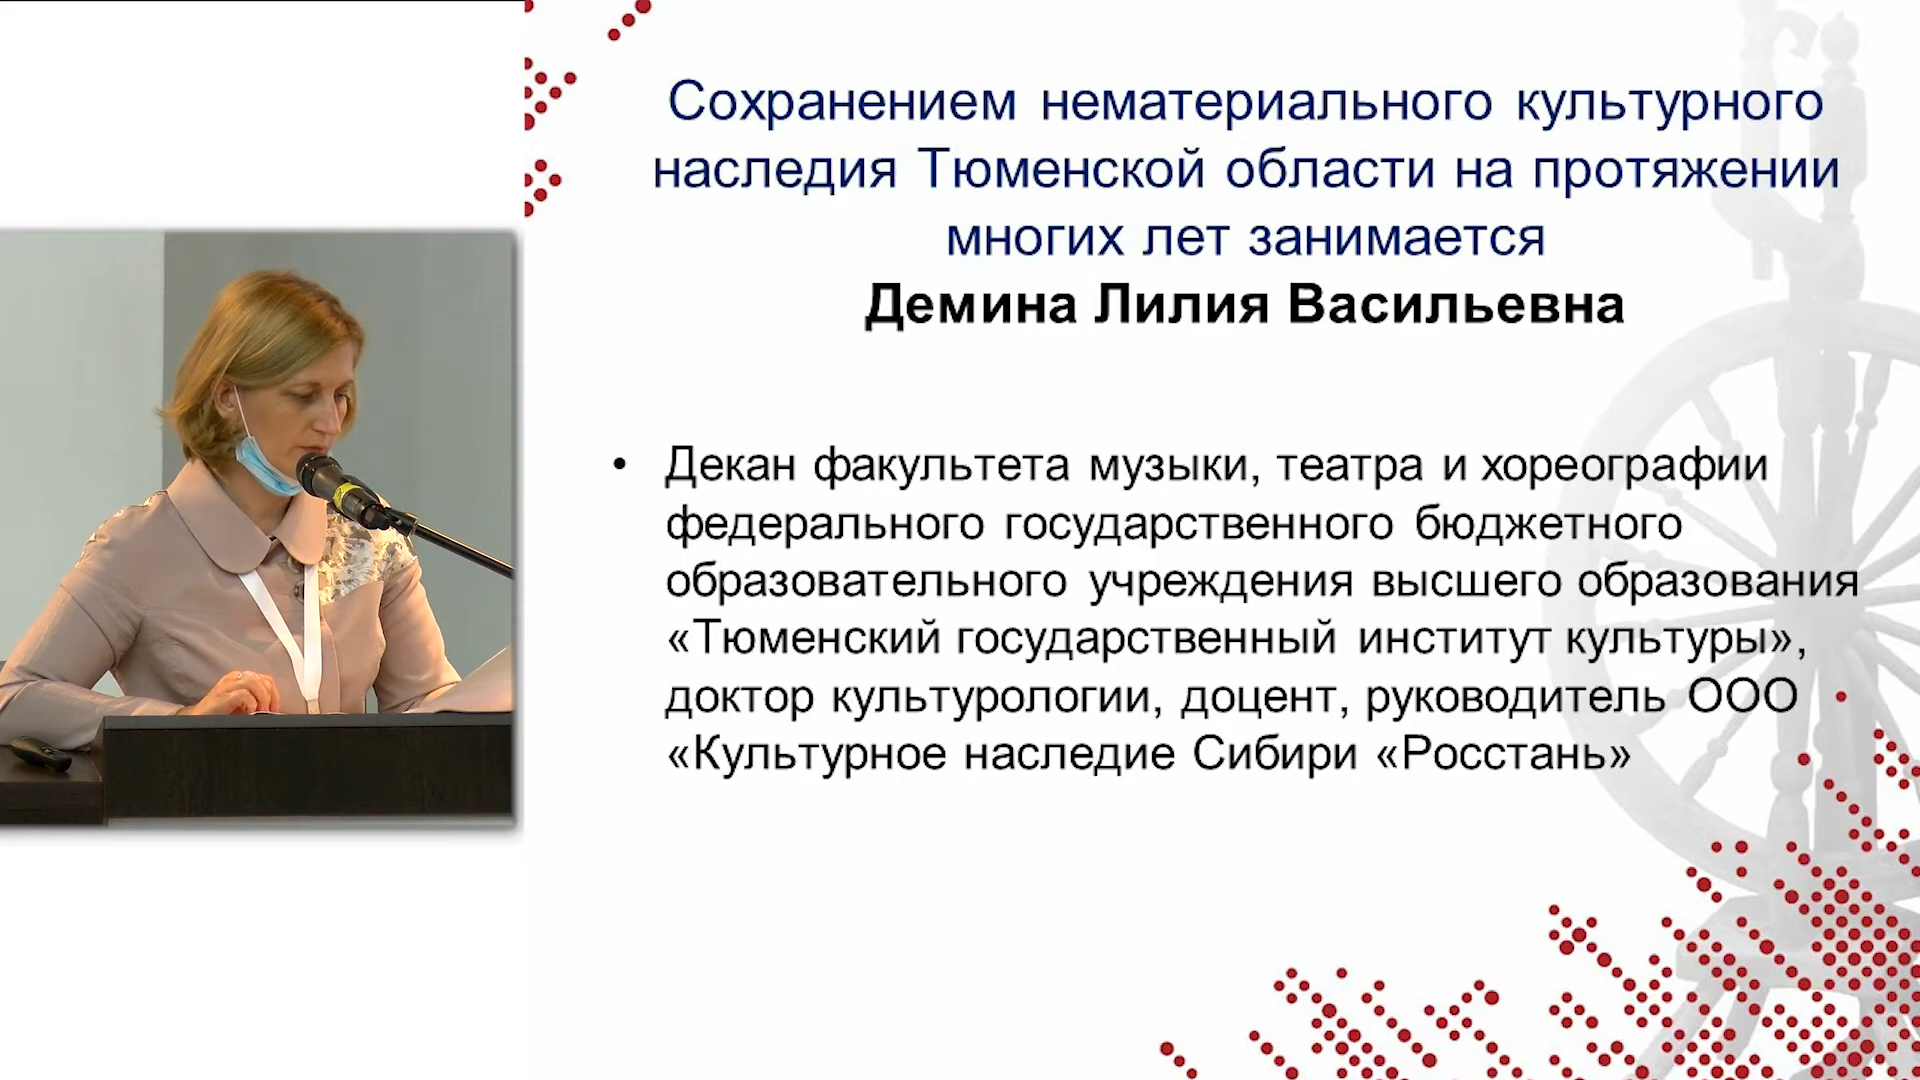 Сохранением нематериального культурного
наследия Тюменской области на протяжении
многих лет занимается
Демина Лилия Васильевна
• Декан факультета музыки, театра и хореографии
федерального государственного бюджетного
образовательного учреждения высшего образования
«Тюменский государственный институт культуры»,
доктор культурологии, доцент, руководитель ООО
«Культурное наследие Сибири «Росстань»